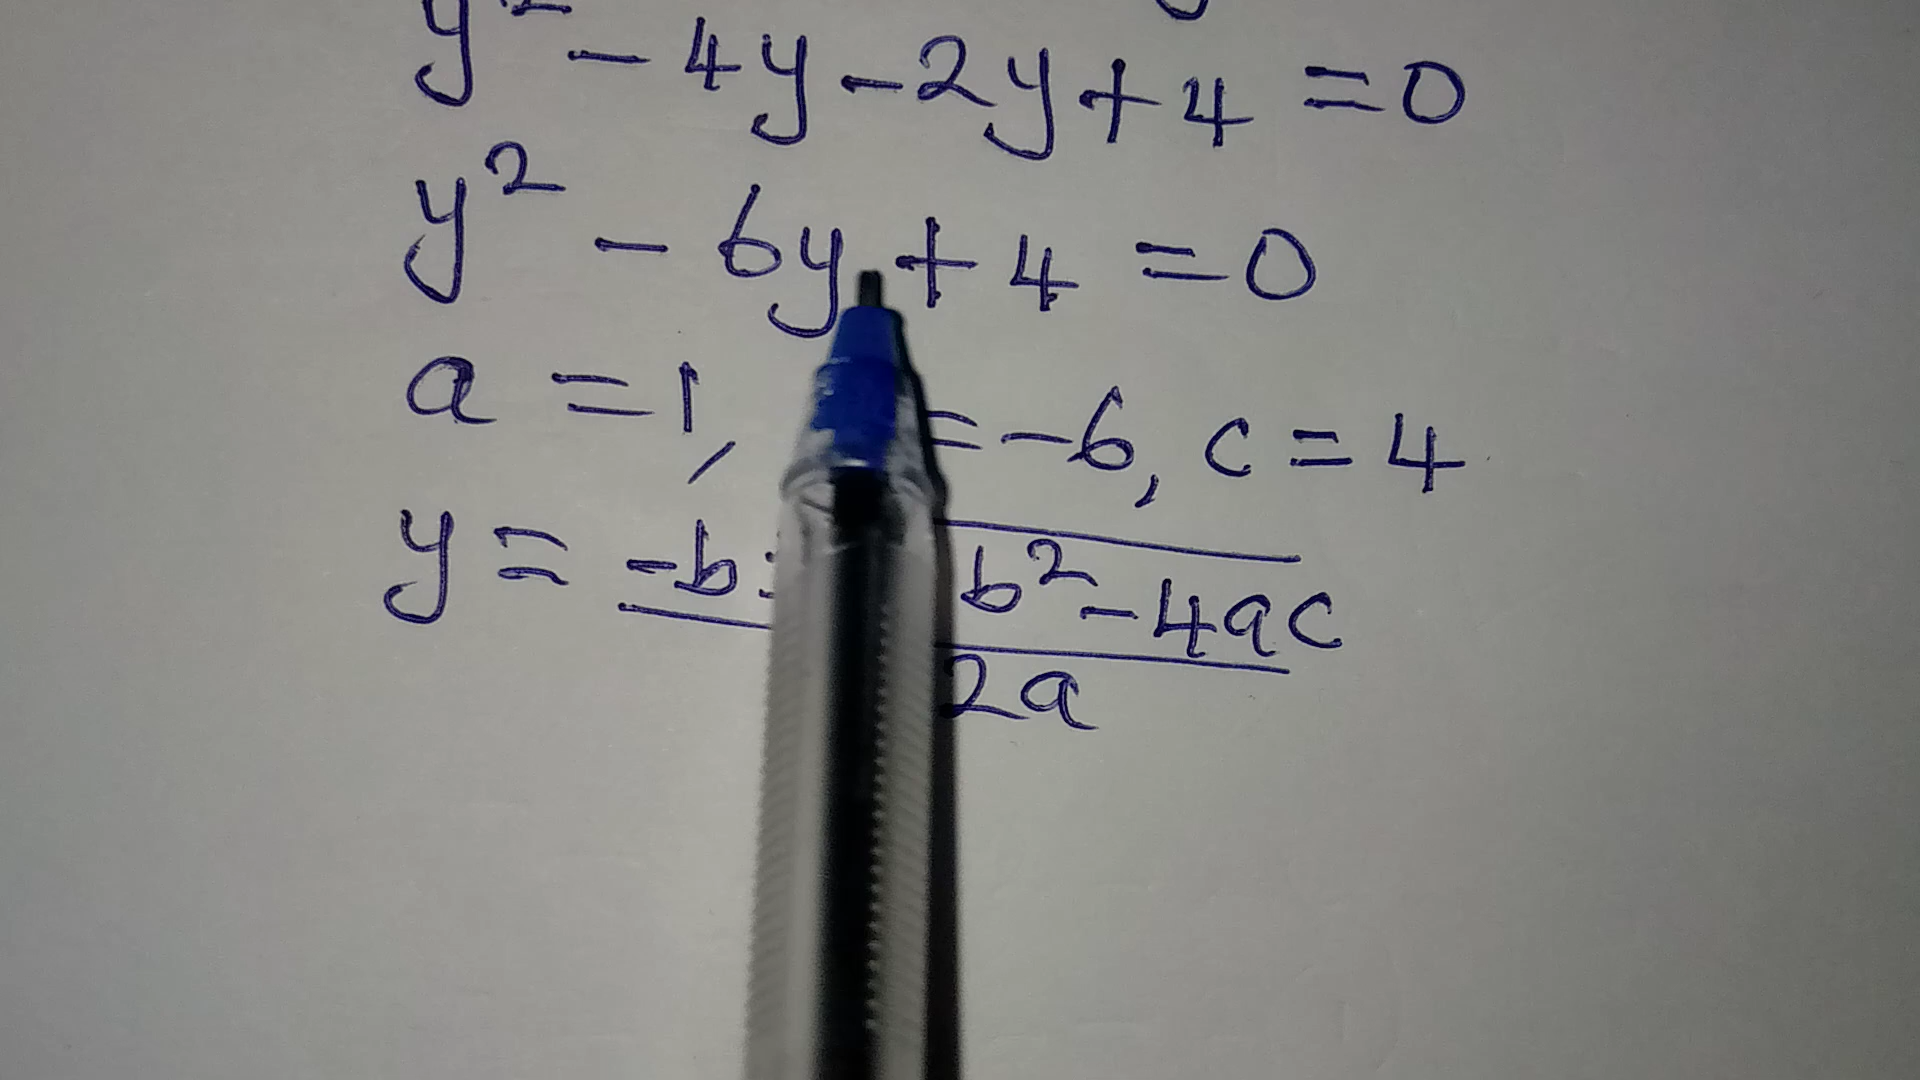 y² - 4y - 2y + 4 = 0
y² - 6y + 4 = 0
a = 1, = -6, c = 4
y = -b b² - 4ac
2a